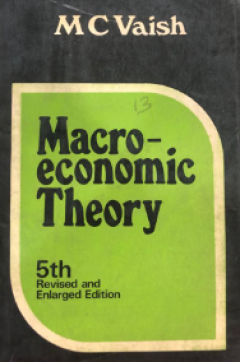 M C Vaish
13
Macro-
economic
Theory
5th
Revised and
Enlarged Edition